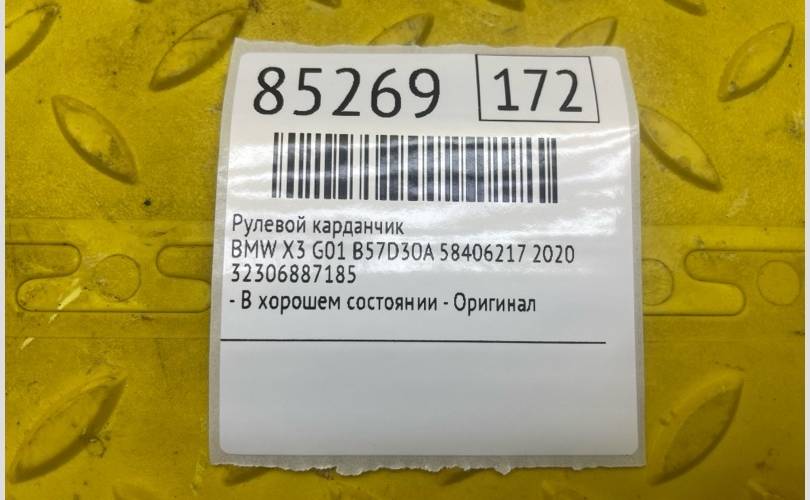 85269 172
Рулевой карданчик
BMW X3 G01 B57D30A 58406217 2020
32306887185
- В хорошем состоянии - Оригинал